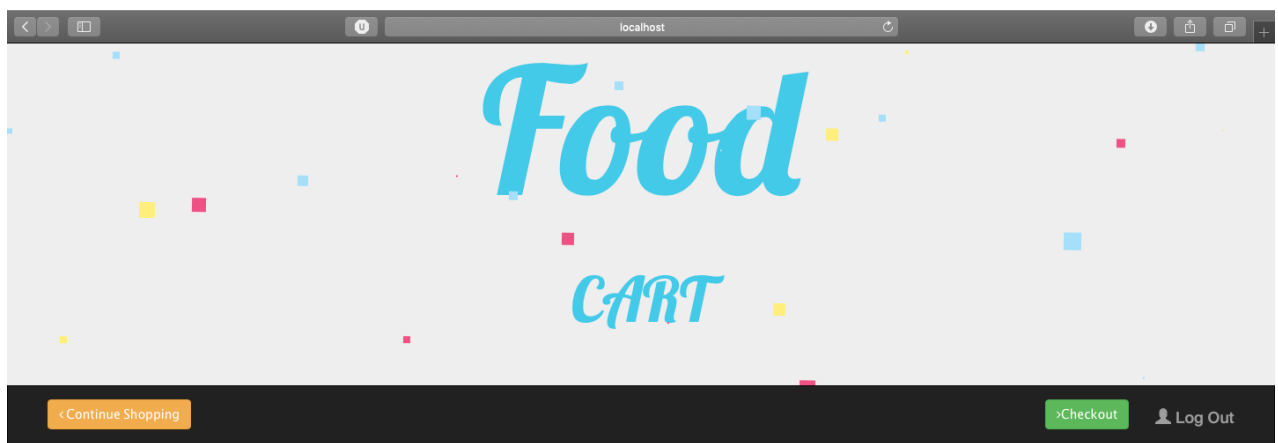 localhost
Food
CART
<Continue Shopping
>Checkout
Log Out